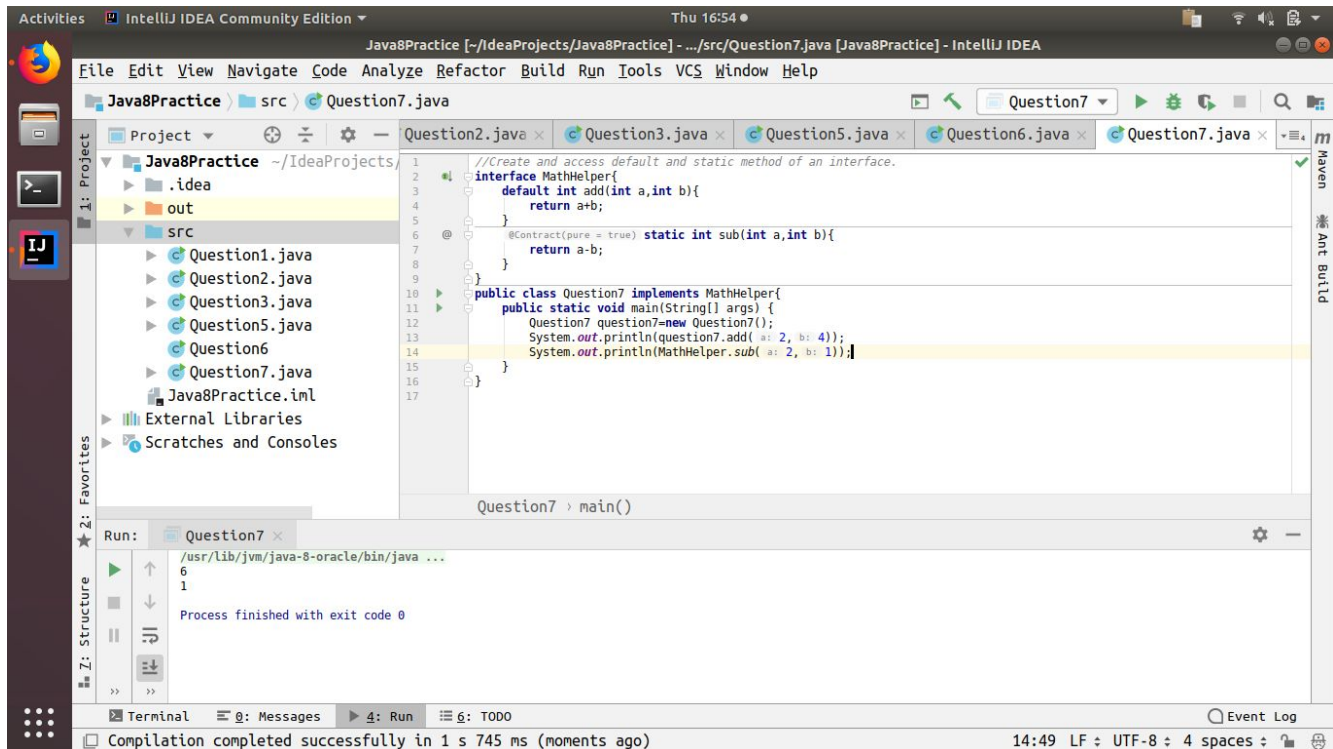 Activities IntelliJ IDEA Community Edition Thu 16:54
Java8Practice [~/IdeaProjects/Java8Practice] - .../src/Question7.java [Java8Practice] - IntelliJ IDEA
File Edit View Navigate Code Analyze Refactor Build Run Tools VCS Window Help
Java8Practice src Question7.java Question7
Project Question2.java Question3.java Question5.java Question6.java Question7.java
1: Project
Java8Practice ~/IdeaProjects/
.idea
out
src
Question1.java
Question2.java
Question3.java
Question5.java
Question6
Question7.java
Java8Practice.iml
External Libraries
Scratches and Consoles
1 //Create and access default and static method of an interface.
2 interface MathHelper{
3 default int add(int a,int b){
4 return a+b;
5 }
6 @ @Contract(pure = true) static int sub(int a,int b){
7 return a-b;
8 }
9 }
10 public class Question7 implements MathHelper{
11 public static void main(String[] args) {
12 Question7 question7=new Question7();
13 System.out.println(question7.add( a: 2, b: 4));
14 System.out.println(MathHelper.sub( a: 2, b: 1));
15 }
16 }
17
Question7 › main()
m Maven
Ant Build
2: Favorites
Z: Structure
Run: Question7
/usr/lib/jvm/java-8-oracle/bin/java ...
6
1
Process finished with exit code 0
Terminal 0: Messages 4: Run 6: TODO Event Log
Compilation completed successfully in 1 s 745 ms (moments ago) 14:49 LF UTF-8 4 spaces